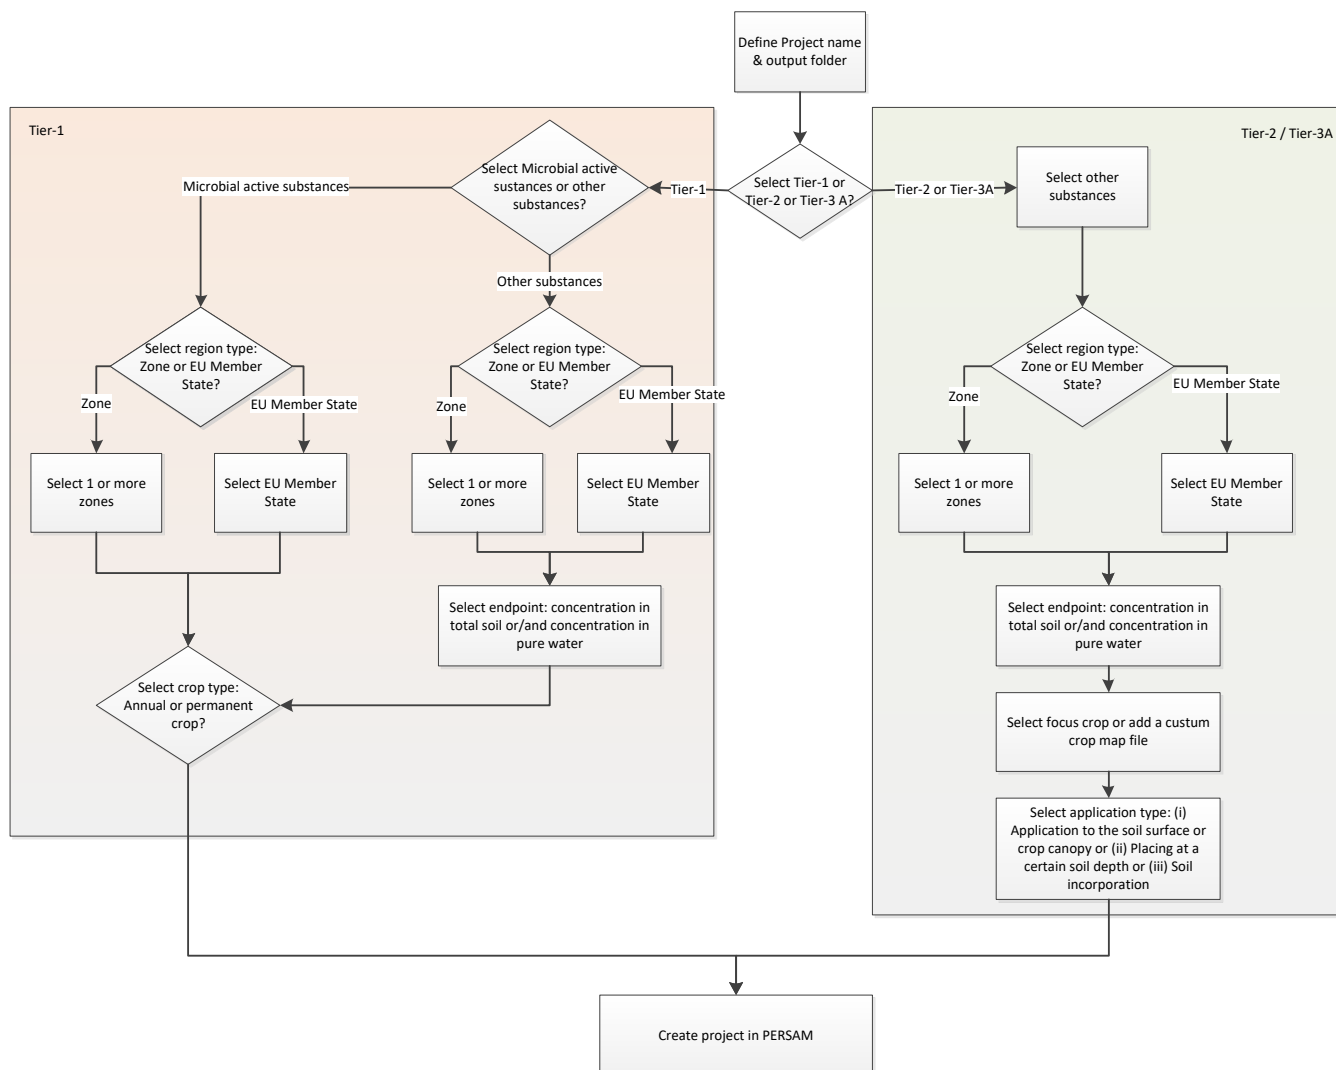 Define Project name
& output folder
Tier-1
Tier-2 / Tier-3A
Select Microbial active
sustances or other
substances?
Microbial active substances
Tier-1
Select Tier-1 or
Tier-2 or Tier-3 A?
Tier-2 or Tier-3A
Select other
substances
Other substances
Select region type:
Zone or EU Member
State?
Select region type:
Zone or EU Member
State?
Select region type:
Zone or EU Member
State?
Zone
EU Member State
Zone
EU Member State
Zone
EU Member State
Select 1 or more
zones
Select EU Member
State
Select 1 or more
zones
Select EU Member
State
Select 1 or more
zones
Select EU Member
State
Select endpoint: concentration in
total soil or/and concentration in
pure water
Select endpoint: concentration in
total soil or/and concentration in
pure water
Select crop type:
Annual or permanent
crop?
Select focus crop or add a custum
crop map file
Select application type: (i)
Application to the soil surface or
crop canopy or (ii) Placing at a
certain soil depth or (iii) Soil
incorporation
Create project in PERSAM